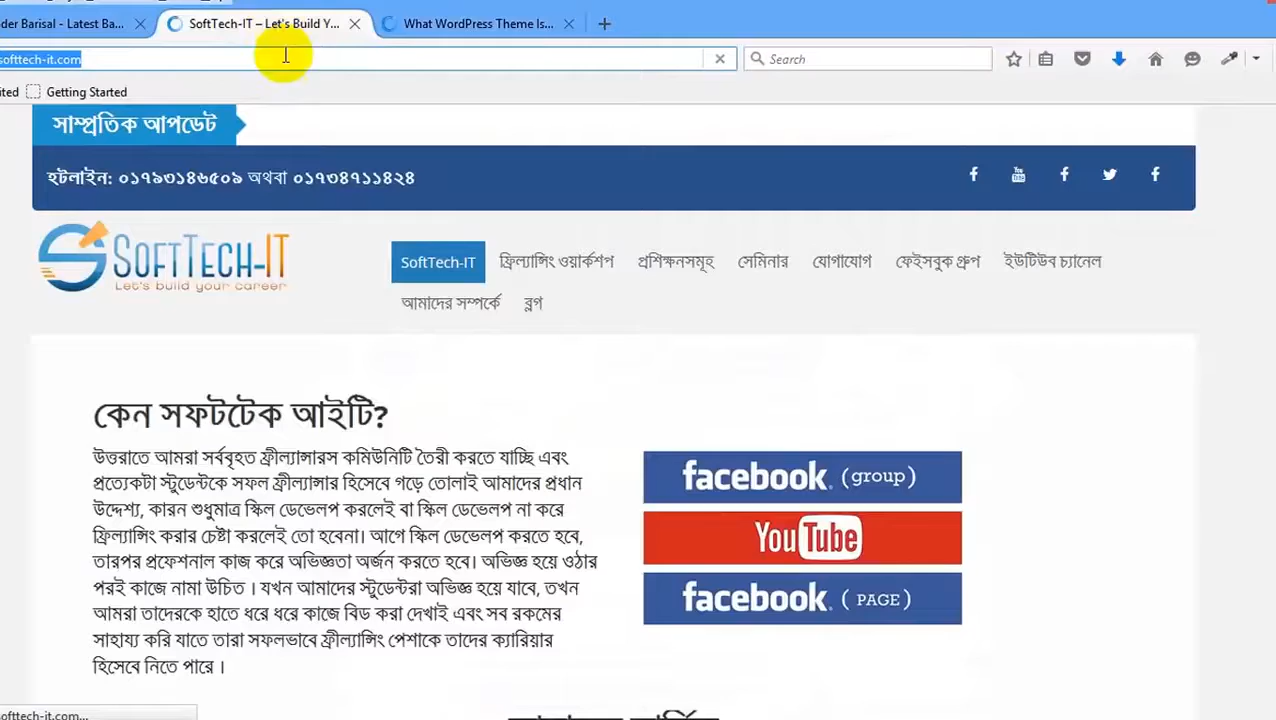 der Barisal - Latest Ba...
SoftTech-IT – Let's Build Y...
What WordPress Theme Is...
softtech-it.com
Search
ited
Getting Started
সাম্প্রতিক আপডেট
হটলাইন: ০১৭৯৩১৪৬৫০৯ অথবা ০১৭৩৪৭১১৪২৪
You Tube
SOFTTECH-IT
Let's build your career
SoftTech-IT
ফ্রিল্যান্সিং ওয়ার্কশপ
প্রশিক্ষনসমূহ
সেমিনার
যোগাযোগ
ফেইসবুক গ্রুপ
ইউটিউব চ্যানেল
আমাদের সম্পর্কে
ব্লগ
কেন সফটটেক আইটি?
উত্তরাতে আমরা সর্ববৃহত ফ্রীল্যান্সারস কমিউনিটি তৈরী করতে যাচ্ছি এবং
প্রত্যেকটা স্টুডেন্টকে সফল ফ্রীল্যান্সার হিসেবে গড়ে তোলাই আমাদের প্রধান
উদ্দেশ্য, কারন শুধুমাত্র স্কিল ডেভেলপ করলেই বা স্কিল ডেভেলপ না করে
ফ্রিল্যান্সিং করার চেষ্টা করলেই তো হবেনা। আগে স্কিল ডেভেলপ করতে হবে,
তারপর প্রফেশনাল কাজ করে অভিজ্ঞতা অর্জন করতে হবে। অভিজ্ঞ হয়ে ওঠার
পরই কাজে নামা উচিত । যখন আমাদের স্টুডেন্টরা অভিজ্ঞ হয়ে যাবে, তখন
আমরা তাদেরকে হাতে ধরে ধরে কাজে বিড করা দেখাই এবং সব রকমের
সাহায্য করি যাতে তারা সফলভাবে ফ্রীল্যান্সিং পেশাকে তাদের ক্যারিয়ার
হিসেবে নিতে পারে ।
facebook. (group)
YouTube
facebook. ( PAGE )
softtech-it.com...